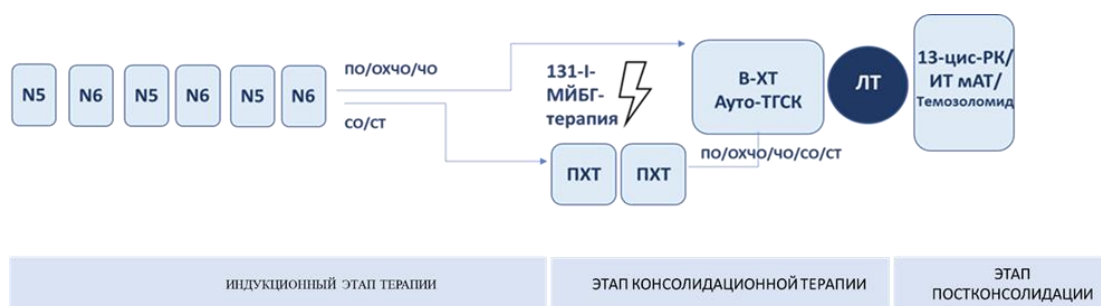 N5
N6
N5
N6
N5
N6
ПО/ОХЧО/ЧО
СО/СТ
131-I-
МЙБГ-
терапия
ПХТ
ПХТ
В-ХТ
Ауто-ТГСК
ПО/ОХЧО/ЧО/СО/СТ
ЛТ
13-цис-РК/
ИТ мАТ/
Темозоломид
ИНДУКЦИОННЫЙ ЭТАП ТЕРАПИИ
ЭТАП КОНСОЛИДАЦИОННОЙ ТЕРАПИИ
ЭТАП
ПОСТКОНСОЛИДАЦИИ